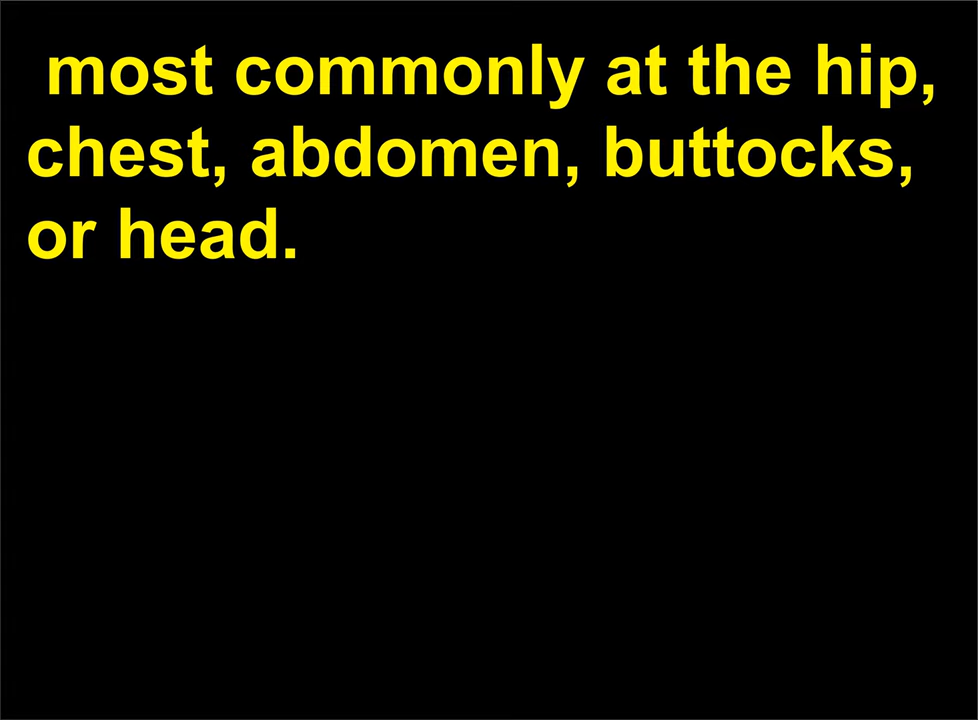 most commonly at the hip,
chest, abdomen, buttocks,
or head.